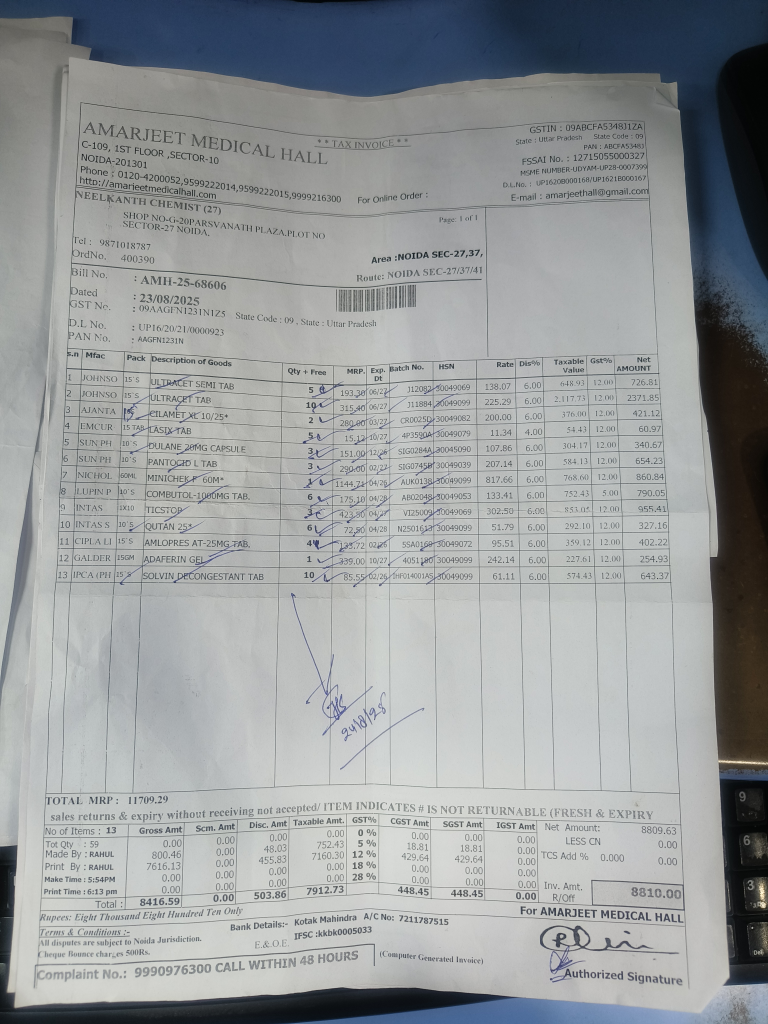 ** TAX INVOICE **
AMARJEET MEDICAL HALL
C-109, 1ST FLOOR ,SECTOR-10
NOIDA-201301
Phone : 0120-4200052,9599222014,9599222015,9999216300
http://amarjeetmedicalhall.com
For Online Order :
GSTIN : 09ABCFA5348J1ZA
State : Uttar Pradesh State Code : 09
PAN : ABCFA5348J
FSSAI No. : 12715055000327
MSME NUMBER-UDYAM-UP28-0007399
D.L.No. : UP1620B000168/UP1621B000167
E-mail : amarjeethall@gmail.com
NEELKANTH CHEMIST (27)
SHOP NO-G-20PARSVANATH PLAZA,PLOT NO
SECTOR-27 NOIDA,
Tel : 9871018787
OrdNo. 400390
Page: 1 of 1
Area :NOIDA SEC-27,37,
Route: NOIDA SEC-27/37/41
Bill No. : AMH-25-68606
Dated : 23/08/2025
GST No. : 09AAGFN1231N1Z5 State Code : 09 , State : Uttar Pradesh
D.L No. : UP16/20/21/0000923
PAN No. : AAGFN1231N
s.n Mfac Pack Description of Goods Qty + Free MRP. Exp. Dt Batch No. HSN Rate Dis% Taxable Value Gst% Net AMOUNT
1 JOHNSO 15`S ULTRACET SEMI TAB 5 193.30 06/27 J12082 30049069 138.07 6.00 648.93 12.00 726.81
2 JOHNSO 15`S ULTRACET TAB 10 315.40 06/27 J11884 30049099 225.29 6.00 2,117.73 12.00 2371.85
3 AJANTA 15 CILAMET XL 10/25* 2 280.00 03/27 CR0025D 30049082 200.00 6.00 376.00 12.00 421.12
4 EMCUR 15 TAB LASIX TAB 5 15.12 10/27 4P3590A 30049079 11.34 4.00 54.43 12.00 60.97
5 SUN PH 10`S DULANE 20MG CAPSULE 3 151.00 12/26 SIG0284A 30045090 107.86 6.00 304.17 12.00 340.67
6 SUN PH 10`S PANTOCID L TAB 3 290.00 02/27 SIG0745B 30049039 207.14 6.00 584.13 12.00 654.23
7 NICHOL 60ML MINICHEK F 60M* 1 1144.71 04/28 AUK0138 30049099 817.66 6.00 768.60 12.00 860.84
8 LUPIN P 10`S COMBUTOL-1000MG TAB. 6 175.10 04/28 AB02048 30049053 133.41 6.00 752.43 5.00 790.05
9 INTAS 1X10 TICSTOP 3 423.50 VI25009 30049069 302.50 6.00 853.05 12.00 955.41
10 INTAS S 10`S QUTAN 25* 6 72.50 04/28 N2501613 30049099 51.79 6.00 292.10 12.00 327.16
11 CIPLA LI 15`S AMLOPRES AT-25MG TAB. 4 133.72 02/26 5SA0169 30049072 95.51 6.00 359.12 12.00 402.22
12 GALDER 15GM ADAFERIN GEL 1 339.00 10/27 4051180 30049099 242.14 6.00 227.61 12.00 254.93
13 IPCA (PH 15`S SOLVIN DECONGESTANT TAB 10 85.55 02/26 IHF014001AS 30049099 61.11 6.00 574.43 12.00 643.37
24/8/25
TOTAL MRP : 11709.29
sales returns & expiry without receiving not accepted/ ITEM INDICATES # IS NOT RETURNABLE (FRESH & EXPIRY
No of Items : 13 Gross Amt Scm. Amt Disc. Amt Taxable Amt. GST% CGST Amt SGST Amt IGST Amt
Tot Qty : 59 0.00 0.00 0.00 0.00 0 % 0.00 0.00 0.00
Made By : RAHUL 800.46 0.00 48.03 752.43 5 % 18.81 18.81 0.00
Print By : RAHUL 7616.13 0.00 455.83 7160.30 12 % 429.64 429.64 0.00
Make Time : 5:54PM 0.00 0.00 0.00 0.00 18 % 0.00 0.00 0.00
Print Time : 6:13 pm 0.00 0.00 0.00 0.00 28 % 0.00 0.00 0.00
Total : 8416.59 0.00 503.86 7912.73 448.45 448.45 0.00
Net Amount: 8809.63
LESS CN 0.00
TCS Add % 0.000 0.00
Inv. Amt. R/Off 8810.00
Rupees: Eight Thousand Eight Hundred Ten Only
Terms & Conditions :-
All disputes are subject to Noida Jurisdiction.
Cheque Bounce charges 500Rs.
E.& O.E.
Bank Details:- Kotak Mahindra A/C No: 7211787515
IFSC :kkbk0005033
For AMARJEET MEDICAL HALL
Complaint No.: 9990976300 CALL WITHIN 48 HOURS
(Computer Generated Invoice)
Authorized Signature
9
6
3